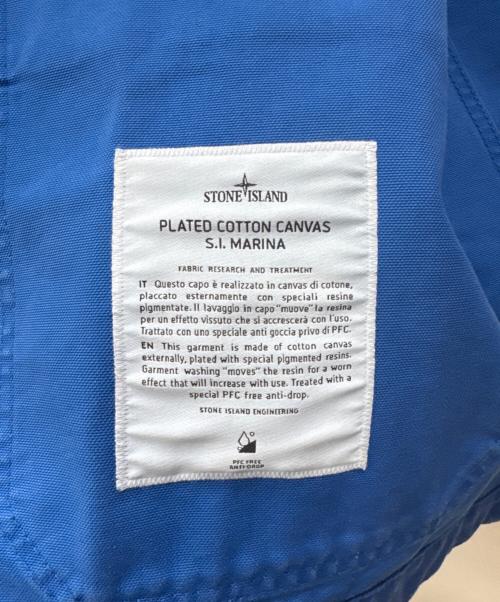 STONE ISLAND
PLATED COTTON CANVAS
S.I. MARINA
FABRIC RESEARCH AND TREATMENT
IT Questo capo è realizzato in canvas di cotone,
placcato esternamente con speciali resine
pigmentate. Il lavaggio in capo "muove" la resina
per un effetto vissuto che si accrescerà con l'uso.
Trattato con uno speciale anti goccia privo di PFC.
EN This garment is made of cotton canvas
externally, plated with special pigmented resins.
Garment washing "moves" the resin for a worn
effect that will increase with use. Treated with a
special PFC free anti-drop.
STONE ISLAND ENGINEERING
PFC FREE
ANTI-DROP